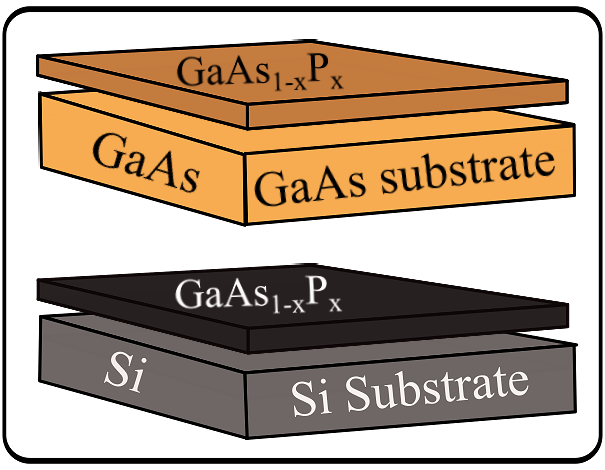 GaAs₁₋ₓPₓ
GaAs
GaAs substrate
GaAs₁₋ₓPₓ
Si
Si Substrate